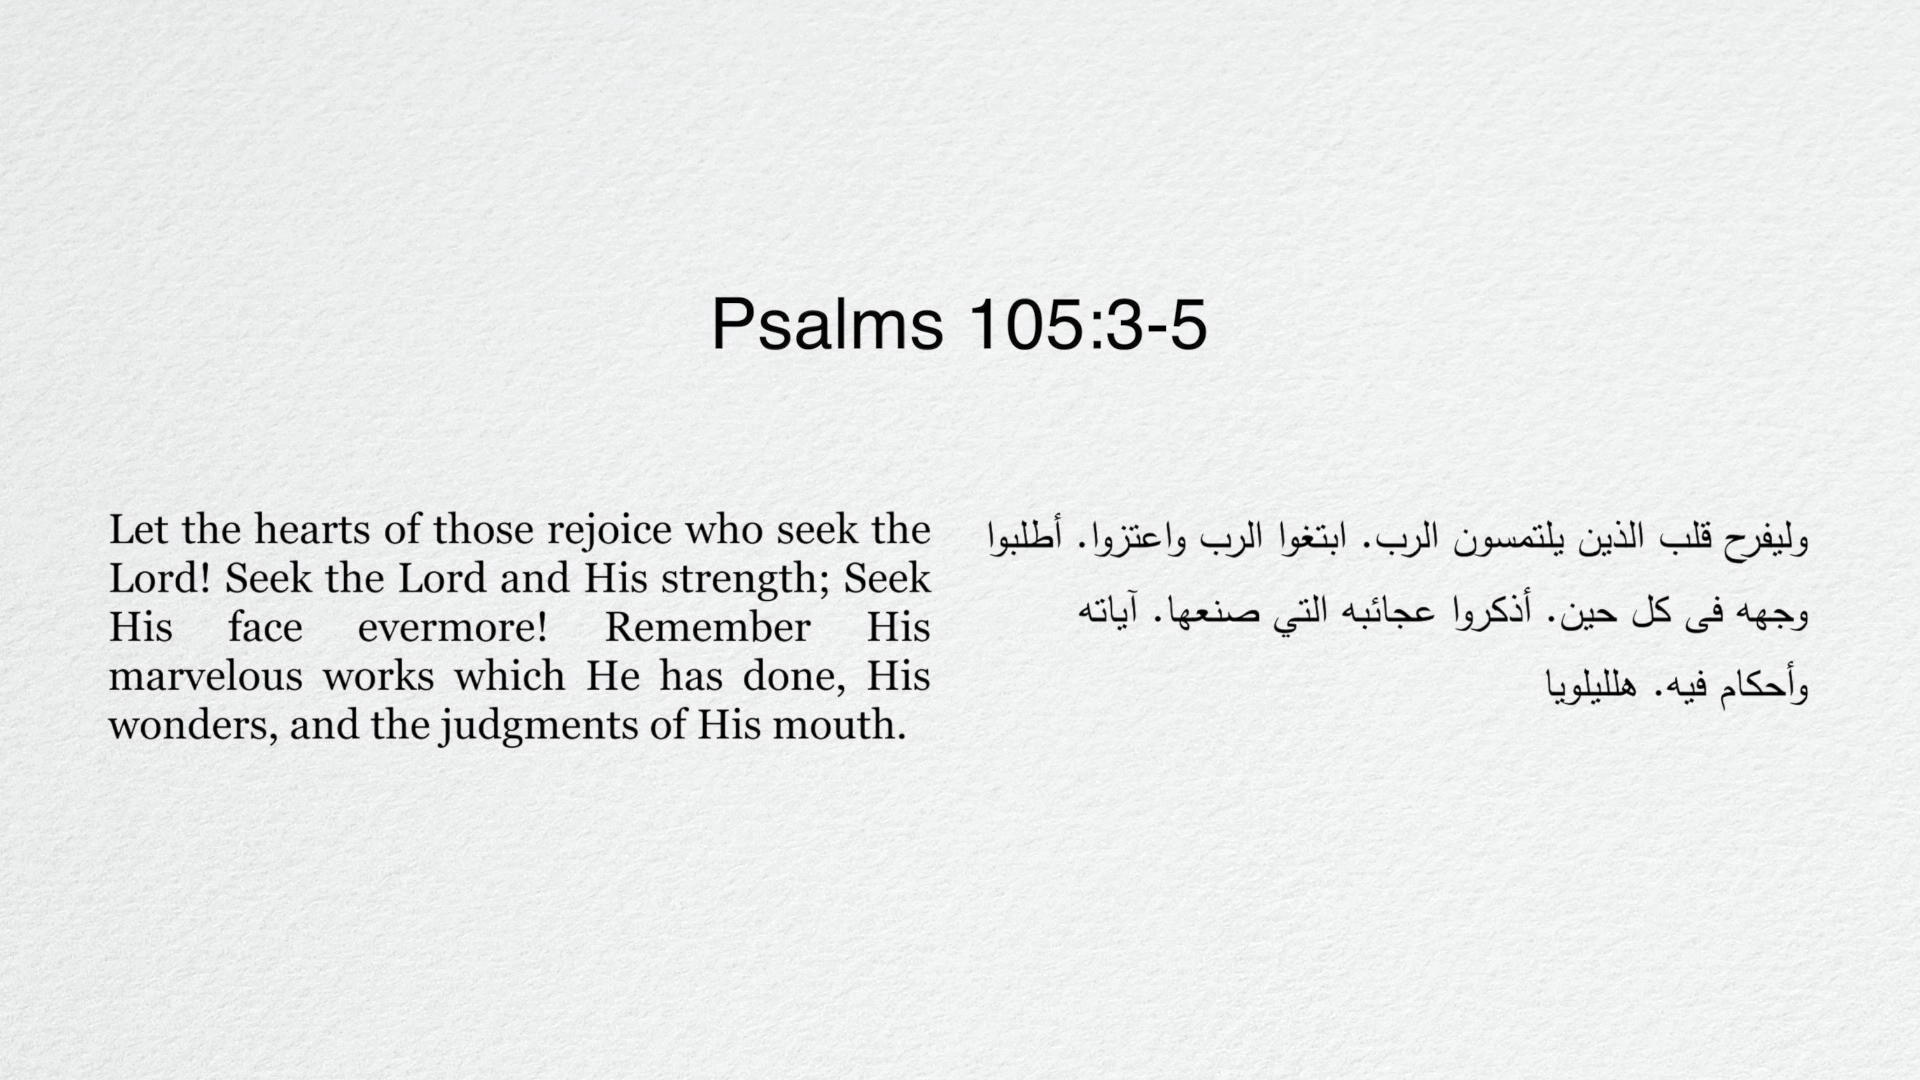 Psalms 105:3-5
Let the hearts of those rejoice who seek the
Lord! Seek the Lord and His strength; Seek
His face evermore! Remember His
marvelous works which He has done, His
wonders, and the judgments of His mouth.
وليفرح قلب الذين يلتمسون الرب. ابتغوا الرب واعتزوا. أطلبوا
وجهه فى كل حين. أذكروا عجائبه التي صنعها. آياته
وأحكام فيه. هلليلويا